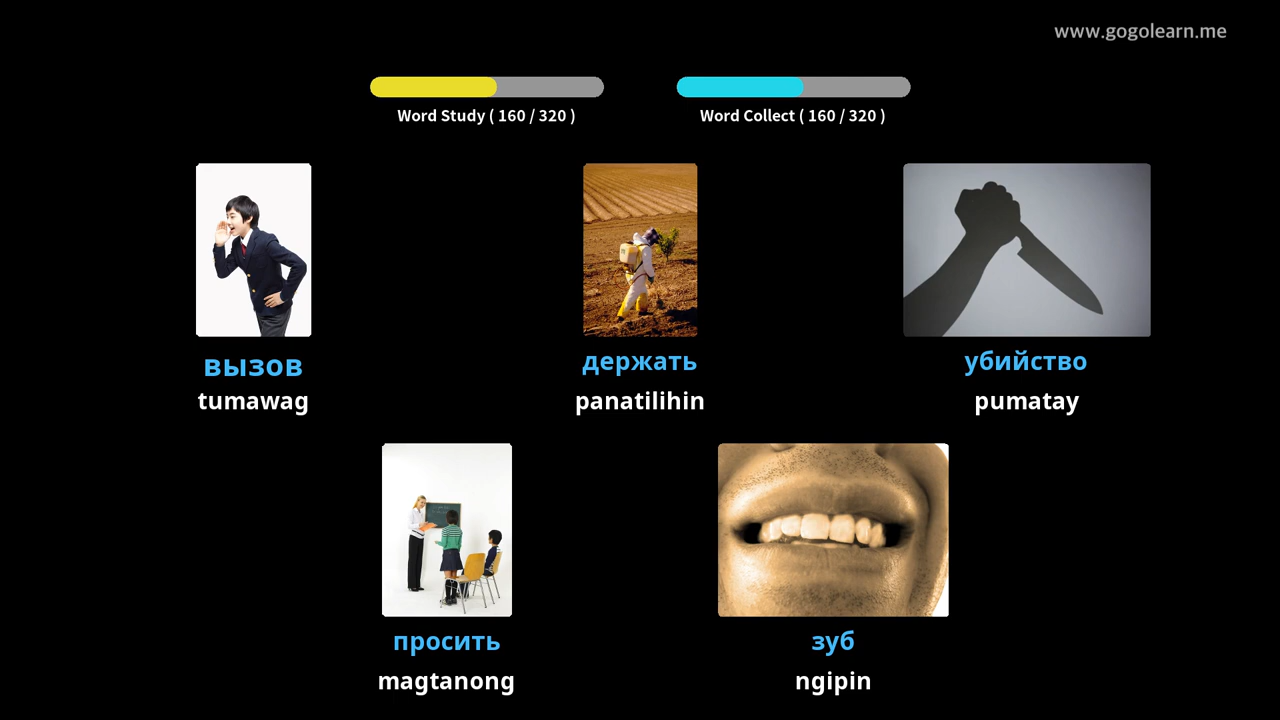 www.gogolearn.me
Word Study ( 160 / 320 )
Word Collect ( 160 / 320 )
вызов
tumawag
держать
panatilihin
убийство
pumatay
просить
magtanong
зуб
ngipin